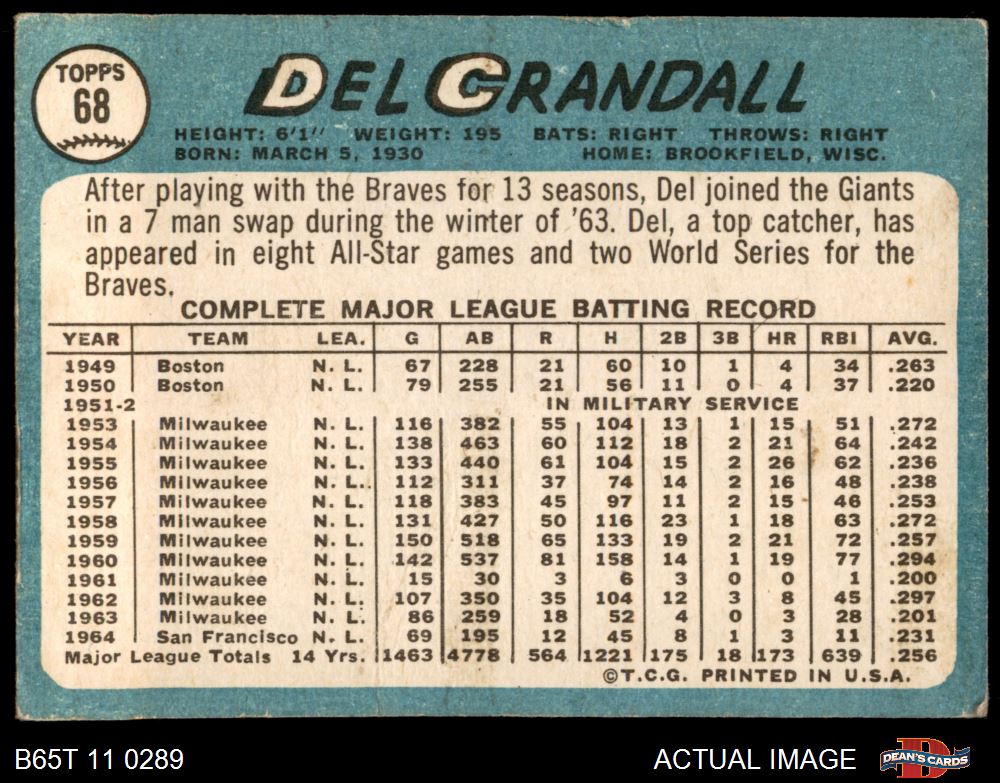 TOPPS
68
DEL CRANDALL
HEIGHT: 6'1" WEIGHT: 195 BATS: RIGHT THROWS: RIGHT
BORN: MARCH 5, 1930 HOME: BROOKFIELD, WISC.
After playing with the Braves for 13 seasons, Del joined the Giants
in a 7 man swap during the winter of '63. Del, a top catcher, has
appeared in eight All-Star games and two World Series for the
Braves.
COMPLETE MAJOR LEAGUE BATTING RECORD
YEAR TEAM LEA. G AB R H 2B 3B HR RBI AVG.
1949 Boston N. L. 67 228 21 60 10 1 4 34 .263
1950 Boston N. L. 79 255 21 56 11 0 4 37 .220
1951-2 IN MILITARY SERVICE
1953 Milwaukee N. L. 116 382 55 104 13 1 15 51 .272
1954 Milwaukee N. L. 138 463 60 112 18 2 21 64 .242
1955 Milwaukee N. L. 133 440 61 104 15 2 26 62 .236
1956 Milwaukee N. L.. 112 311 37 74 14 2 16 48 .238
1957 Milwaukee N. L. 118 383 45 97 11 2 15 46 .253
1958 Milwaukee N. L. 131 427 50 116 23 1 18 63 .272
1959 Milwaukee N. L. 150 518 65 133 19 2 21 72 .257
1960 Milwaukee N. L. 142 537 81 158 14 1 19 77 .294
1961 Milwaukee N. L. 15 30 3 6 3 0 0 1 .200
1962 Milwaukee N. L. 107 350 35 104 12 3 8 45 .297
1963 Milwaukee N. L. 86 259 18 52 4 0 3 28 .201
1964 San Francisco N. L. 69 195 12 45 8 1 3 11 .231
Major League Totals 14 Yrs. 1463 4778 564 1221 175 18 173 639 .256
©T.C.G. PRINTED IN U.S.A.
B65T 11 0289 ACTUAL IMAGE DEAN'S CARDS